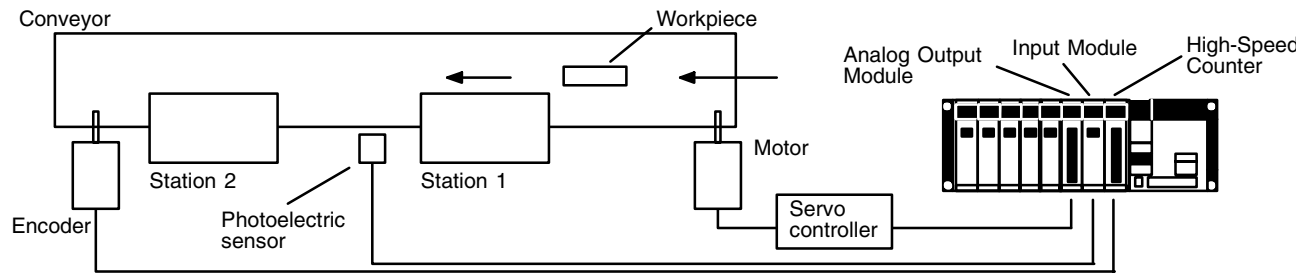 Conveyor
Workpiece
Analog Output
Module
Input Module
High-Speed
Counter
Station 2
Station 1
Motor
Encoder
Photoelectric
sensor
Servo
controller